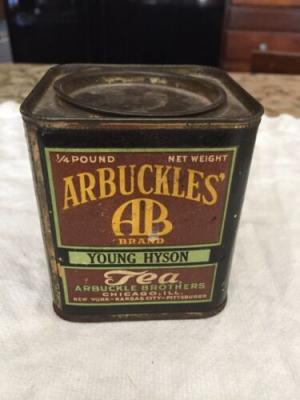 ¼ POUND NET WEIGHT
ARBUCKLES'
AB
BRAND
YOUNG HYSON
Tea
ARBUCKLE BROTHERS
CHICAGO, ILL.
NEW YORK-KANSAS CITY-PITTSBURGH